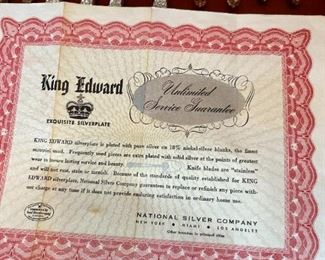 King Edward
EXQUISITE SILVERPLATE
Unlimited
Service Guarantee
KING EDWARD silverplate is plated with pure silver on 18% nickel-silver blanks, the finest
material used. Frequently used pieces are extra plated with solid silver at the points of greatest
wear to insure lasting service and beauty. Knife blades are "stainless"
and will not rust, stain or tarnish. Because of the standards of quality established for KING
EDWARD silverplate, National Silver Company guarantees to replace or refinish any piece with-
out charge at any time if it does not provide enduring satisfaction in ordinary home use.
NATIONAL SILVER COMPANY
NEW YORK • MIAMI • LOS ANGELES
Other